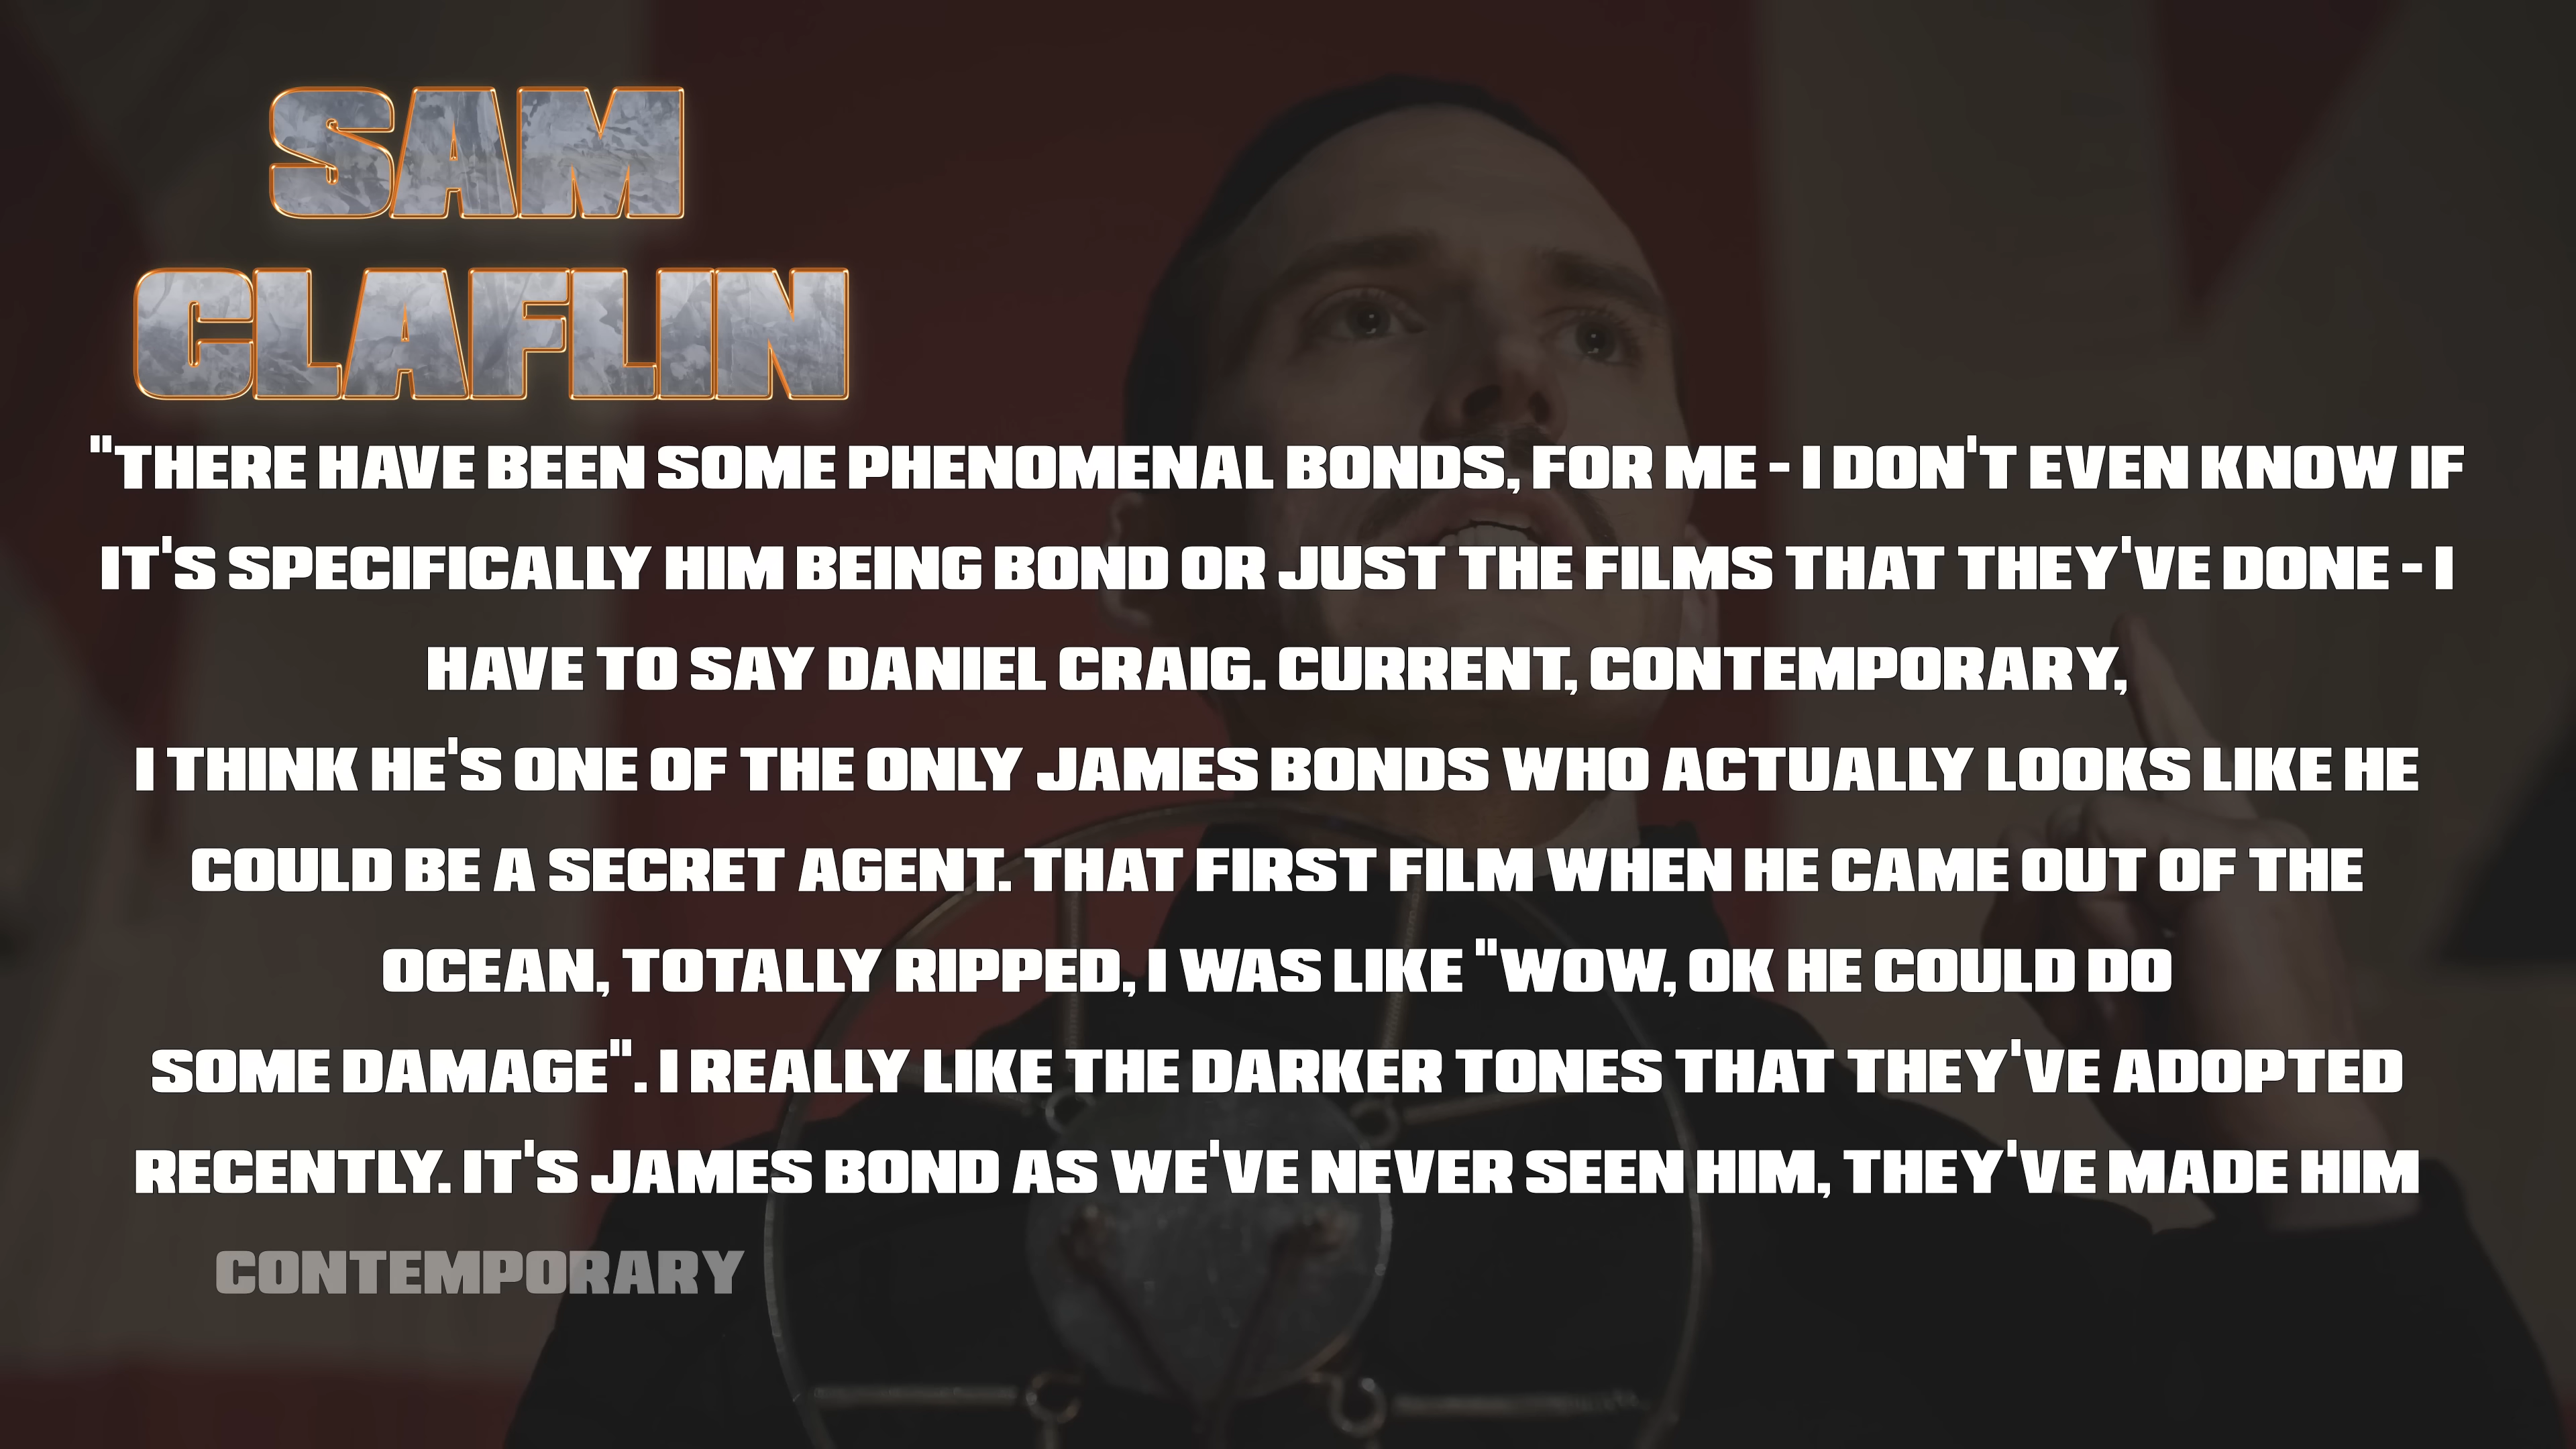 SAM
CLAFLIN
"THERE HAVE BEEN SOME PHENOMENAL BONDS, FOR ME - I DON'T EVEN KNOW IF
IT'S SPECIFICALLY HIM BEING BOND OR JUST THE FILMS THAT THEY'VE DONE - I
HAVE TO SAY DANIEL CRAIG. CURRENT, CONTEMPORARY,
I THINK HE'S ONE OF THE ONLY JAMES BONDS WHO ACTUALLY LOOKS LIKE HE
COULD BE A SECRET AGENT. THAT FIRST FILM WHEN HE CAME OUT OF THE
OCEAN, TOTALLY RIPPED, I WAS LIKE "WOW, OK HE COULD DO
SOME DAMAGE". I REALLY LIKE THE DARKER TONES THAT THEY'VE ADOPTED
RECENTLY. IT'S JAMES BOND AS WE'VE NEVER SEEN HIM, THEY'VE MADE HIM
CONTEMPORARY